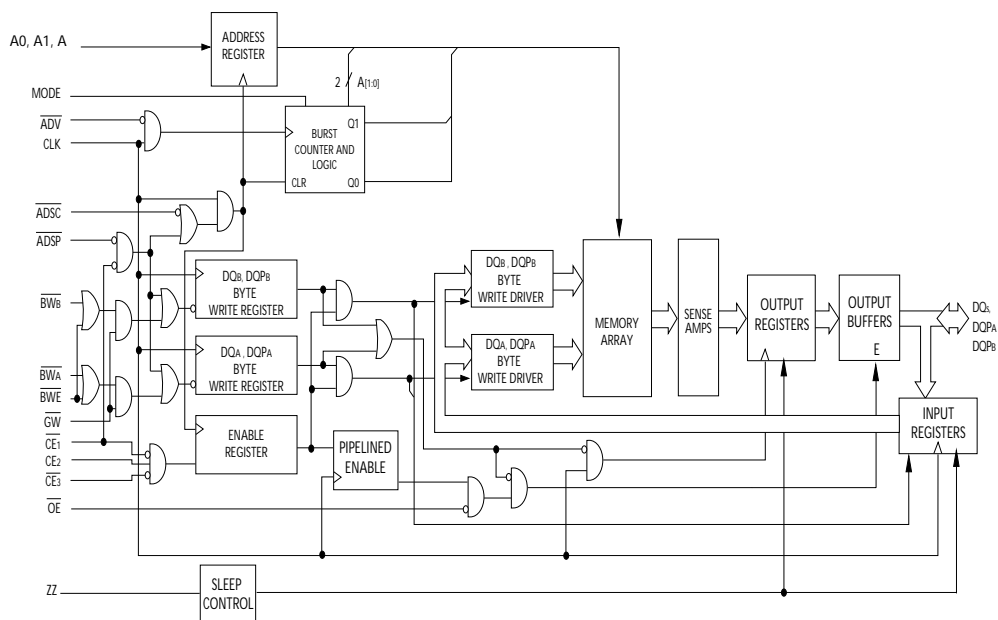 A0, A1, A
ADDRESS
REGISTER
2
A[1:0]
MODE
ADV
CLK
BURST
COUNTER AND
LOGIC
Q1
CLR
Q0
ADSC
ADSP
DQB, DQPB
BYTE
WRITE REGISTER
DQB, DQPB
BYTE
WRITE DRIVER
MEMORY
ARRAY
SENSE
AMPS
OUTPUT
REGISTERS
OUTPUT
BUFFERS
E
DQs,
DQPA
DQPB
BWB
DQA, DQPA
BYTE
WRITE REGISTER
DQA, DQPA
BYTE
WRITE DRIVER
BWA
BWE
GW
CE1
CE2
CE3
ENABLE
REGISTER
PIPELINED
ENABLE
INPUT
REGISTERS
OE
ZZ
SLEEP
CONTROL